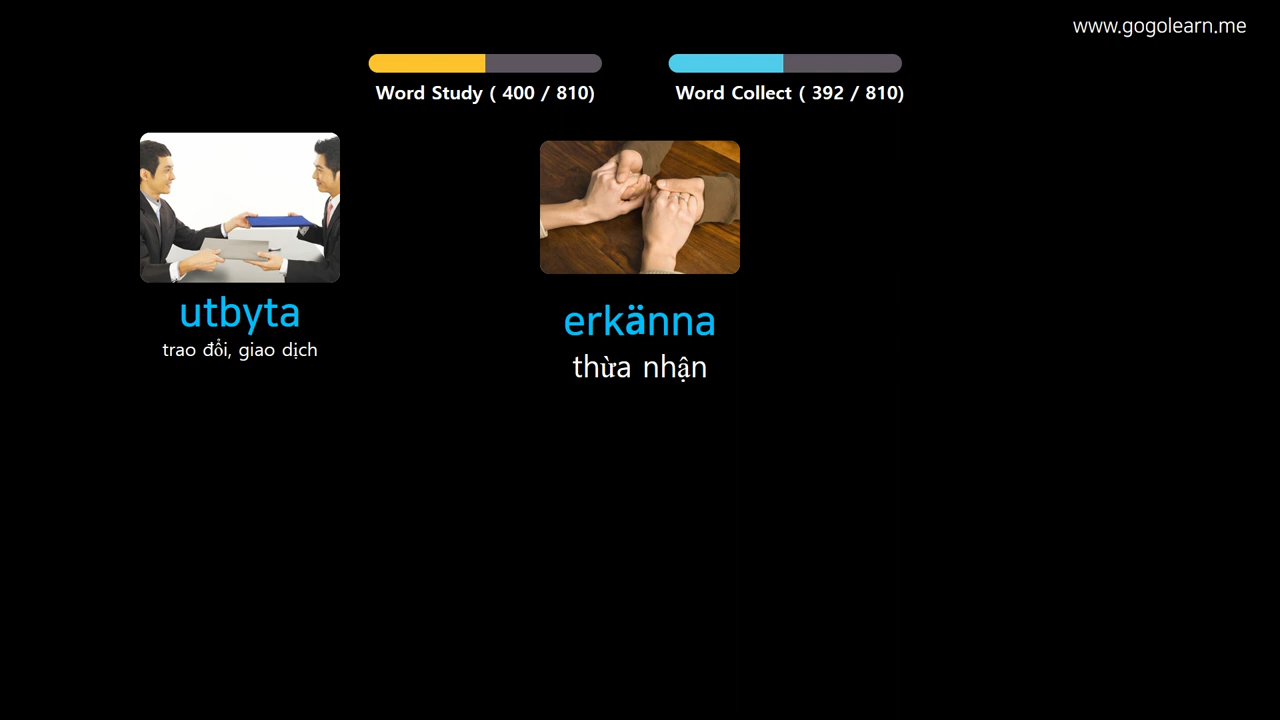 www.gogolearn.me
Word Study ( 400 / 810)
Word Collect ( 392 / 810)
utbyta
trao đổi, giao dịch
erkänna
thừa nhận